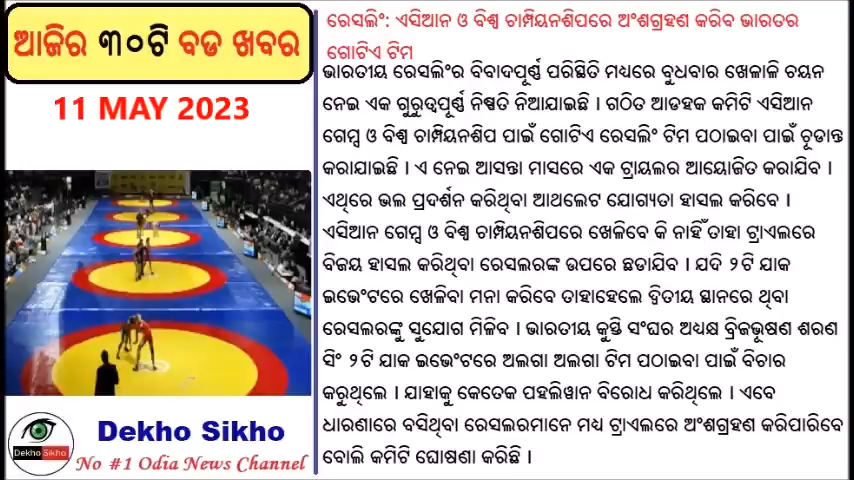 ଆଜିର ୩୦ଟି ବଡ ଖବର
11 MAY 2023
Dekho Sikho
Dekho Sikho
No #1 Odia News Channel
ରେସଲିଂ: ଏସିଆନ ଓ ବିଶ୍ୱ ଚାମ୍ପିୟନଶିପରେ ଅଂଶଗ୍ରହଣ କରିବ ଭାରତର
ଗୋଟିଏ ଟିମ
ଭାରତୀୟ ରେସଲିଂର ବିବାଦପୂର୍ଣ୍ଣ ପରିସ୍ଥିତି ମଧ୍ୟରେ ବୁଧବାର ଖେଳାଳି ଚୟନ
ନେଇ ଏକ ଗୁରୁତ୍ୱପୂର୍ଣ୍ଣ ନିଷ୍ପତି ନିଆଯାଇଛି । ଗଠିତ ଆଡହକ କମିଟି ଏସିଆନ
ଗେମ୍ସ ଓ ବିଶ୍ୱ ଚାମ୍ପିୟନଶିପ ପାଇଁ ଗୋଟିଏ ରେସଲିଂ ଟିମ ପଠାଇବା ପାଇଁ ଚୂଡାନ୍ତ
କରାଯାଇଛି । ଏ ନେଇ ଆସନ୍ତା ମାସରେ ଏକ ଟ୍ରାୟଲର ଆୟୋଜିତ କରାଯିବ ।
ଏଥିରେ ଭଲ ପ୍ରଦର୍ଶନ କରିଥିବା ଆଥଲେଟ ଯୋଗ୍ୟତା ହାସଲ କରିବେ ।
ଏସିଆନ ଗେମ୍ସ ଓ ବିଶ୍ୱ ଚାମ୍ପିୟନଶିପରେ ଖେଳିବେ କି ନାହିଁ ତାହା ଟ୍ରାଏଲରେ
ବିଜୟ ହାସଲ କରିଥିବା ରେସଲରଙ୍କ ଉପରେ ଛଡାଯିବ । ଯଦି ୨ଟି ଯାକ
ଇଭେଂଟରେ ଖେଳିବା ମନା କରିବେ ତାହାହେଲେ ଦ୍ୱିତୀୟ ସ୍ଥାନରେ ଥିବା
ରେସଲରଙ୍କୁ ସୁଯୋଗ ମିଳିବ । ଭାରତୀୟ କୁସ୍ତି ସଂଘର ଅଧ୍ୟକ୍ଷ ବ୍ରିଜଭୂଷଣ ଶରଣ
ସିଂ ୨ଟି ଯାକ ଇଭେଂଟରେ ଅଲଗା ଅଲଗା ଟିମ ପଠାଇବା ପାଇଁ ବିଚାର
କରୁଥିଲେ । ଯାହାକୁ କେତେକ ପହଲିୱାନ ବିରୋଧ କରିଥିଲେ । ଏବେ
ଧାରଣାରେ ବସିଥିବା ରେସଲରମାନେ ମଧ୍ୟ ଟ୍ରାଏଲରେ ଅଂଶଗ୍ରହଣ କରିପାରିବେ
ବୋଲି କମିଟି ଘୋଷଣା କରିଛି ।